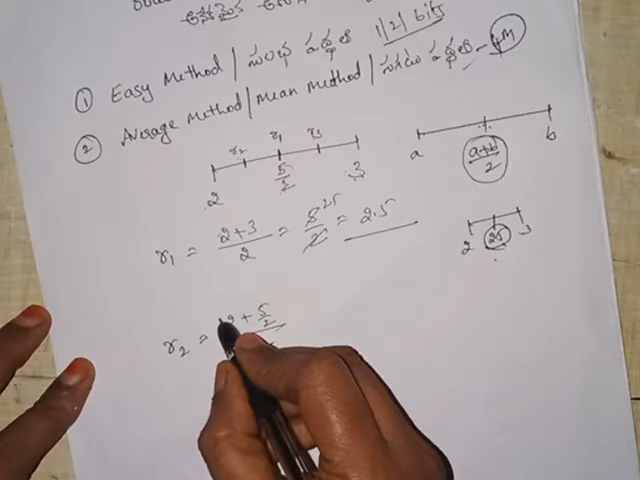 ① Easy Method | సులభ పద్ధతి 1/2/ bits
② Average method / mean method / సగటు పద్ధతి - 4M
r₂ r₁ r₃
2 5/2 3
a (a+b)/2 b
r₁ = (2+3)/2 = 5/2 = 2.5
2 2.5 3
r₂ = 2 + 5/2